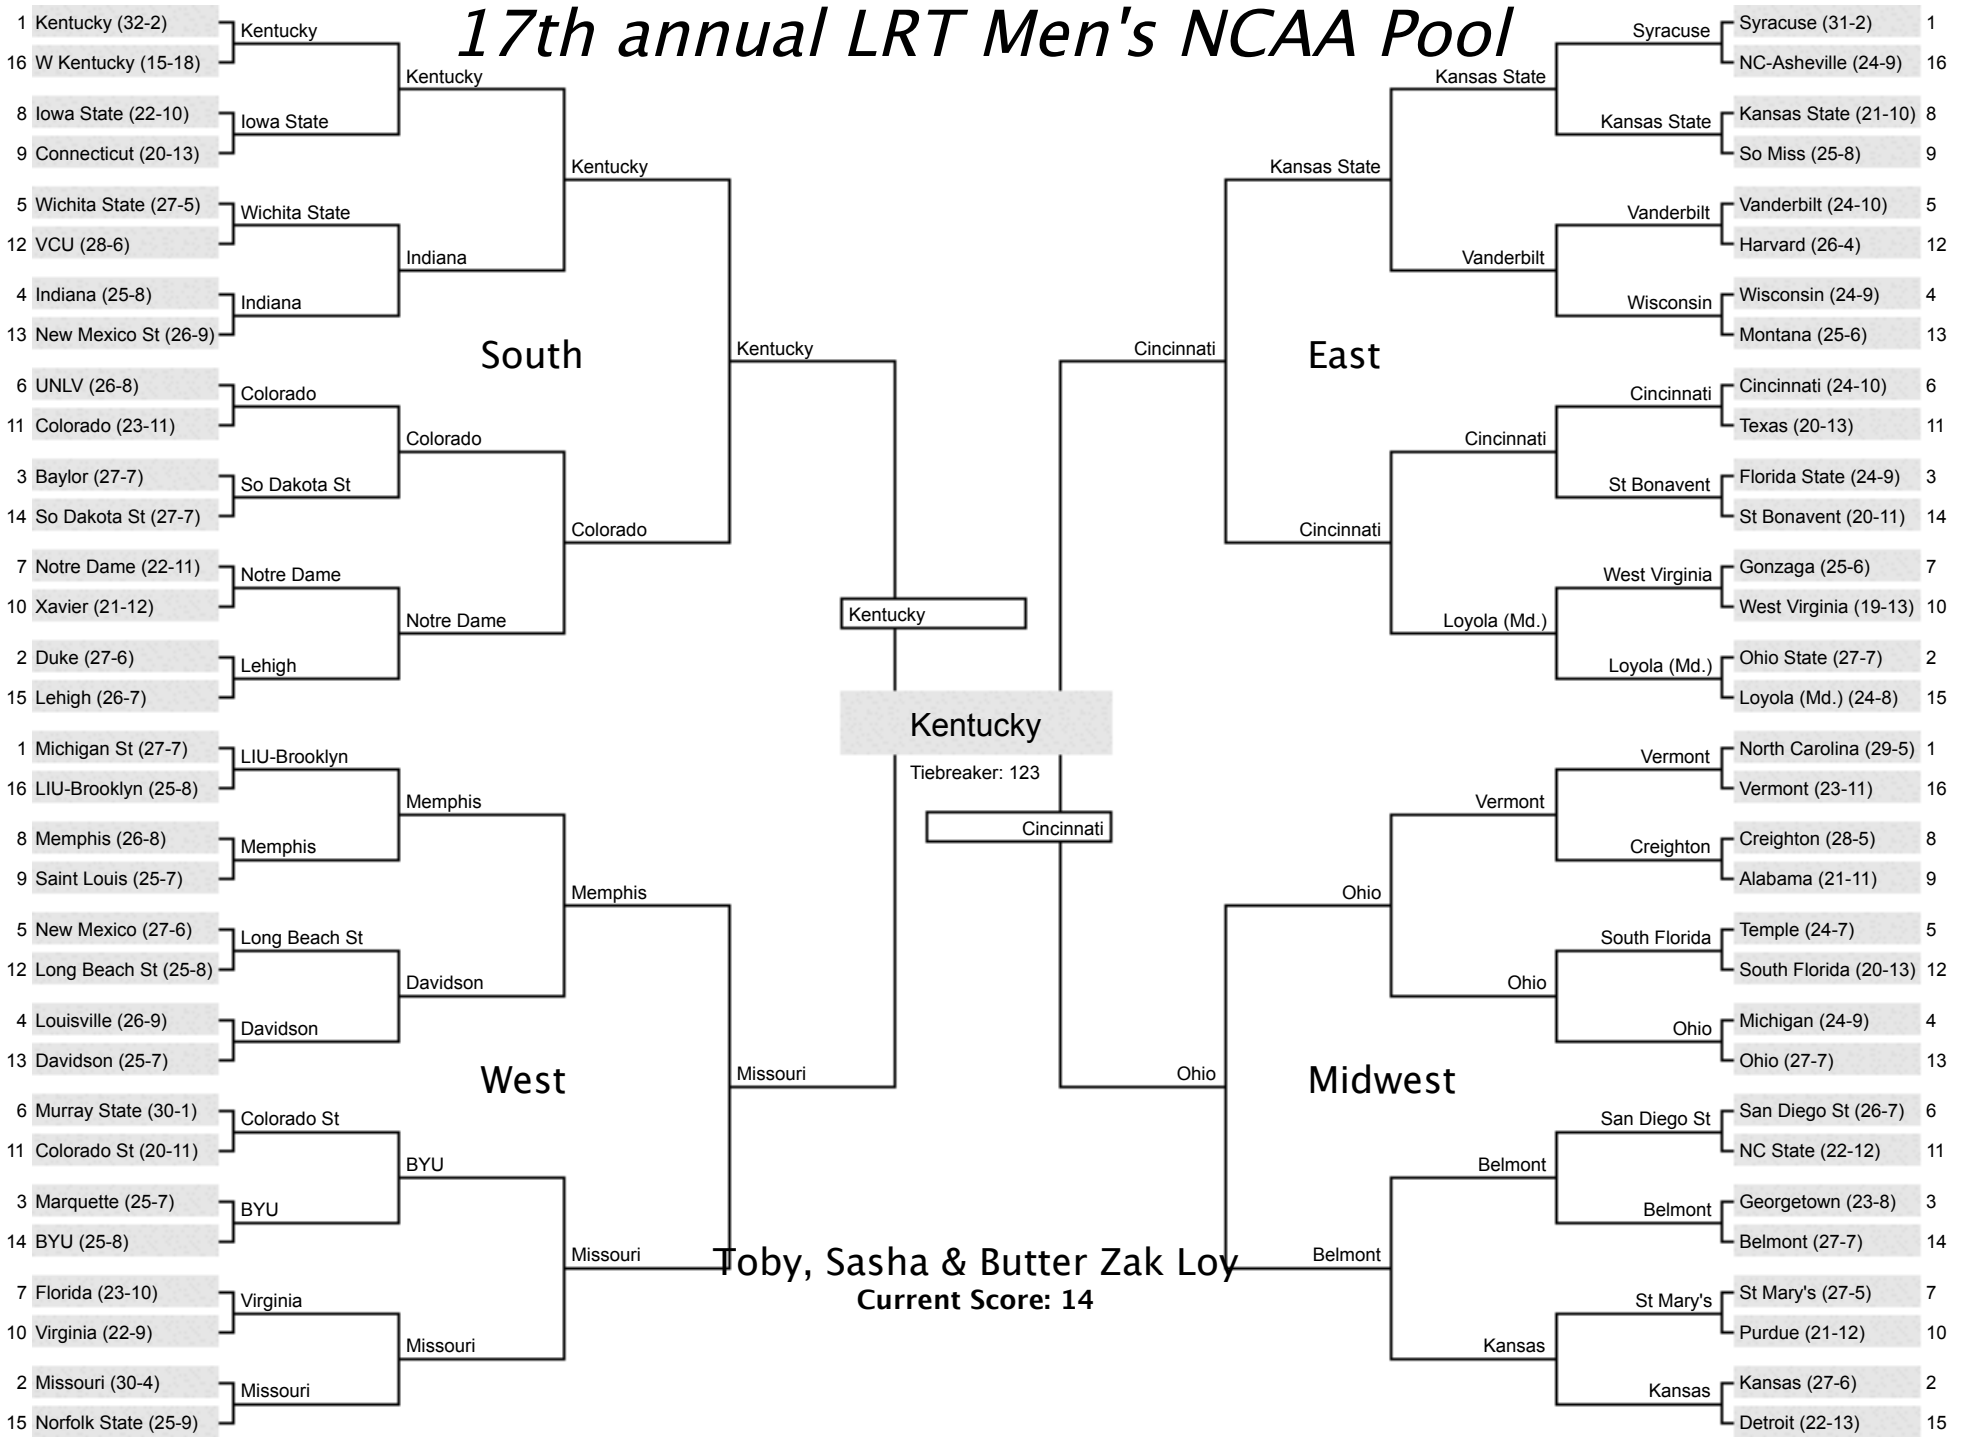 17th annual LRT Men's NCAA Pool
1 Kentucky (32-2)
16 W Kentucky (15-18)
8 Iowa State (22-10)
9 Connecticut (20-13)
5 Wichita State (27-5)
12 VCU (28-6)
4 Indiana (25-8)
13 New Mexico St (26-9)
6 UNLV (26-8)
11 Colorado (23-11)
3 Baylor (27-7)
14 So Dakota St (27-7)
7 Notre Dame (22-11)
10 Xavier (21-12)
2 Duke (27-6)
15 Lehigh (26-7)
Kentucky
Iowa State
Wichita State
Indiana
Colorado
So Dakota St
Notre Dame
Lehigh
Kentucky
Indiana
Colorado
Notre Dame
Kentucky
Colorado
South
Kentucky
1 Michigan St (27-7)
16 LIU-Brooklyn (25-8)
8 Memphis (26-8)
9 Saint Louis (25-7)
5 New Mexico (27-6)
12 Long Beach St (25-8)
4 Louisville (26-9)
13 Davidson (25-7)
6 Murray State (30-1)
11 Colorado St (20-11)
3 Marquette (25-7)
14 BYU (25-8)
7 Florida (23-10)
10 Virginia (22-9)
2 Missouri (30-4)
15 Norfolk State (25-9)
LIU-Brooklyn
Memphis
Long Beach St
Davidson
Colorado St
BYU
Virginia
Missouri
Memphis
Davidson
BYU
Missouri
Memphis
Missouri
West
Missouri
Kentucky
Kentucky
Tiebreaker: 123
Cincinnati
Syracuse (31-2) 1
NC-Asheville (24-9) 16
Kansas State (21-10) 8
So Miss (25-8) 9
Vanderbilt (24-10) 5
Harvard (26-4) 12
Wisconsin (24-9) 4
Montana (25-6) 13
Cincinnati (24-10) 6
Texas (20-13) 11
Florida State (24-9) 3
St Bonavent (20-11) 14
Gonzaga (25-6) 7
West Virginia (19-13) 10
Ohio State (27-7) 2
Loyola (Md.) (24-8) 15
Syracuse
Kansas State
Vanderbilt
Wisconsin
Cincinnati
St Bonavent
West Virginia
Loyola (Md.)
Kansas State
Vanderbilt
Cincinnati
Loyola (Md.)
Kansas State
Cincinnati
East
Cincinnati
North Carolina (29-5) 1
Vermont (23-11) 16
Creighton (28-5) 8
Alabama (21-11) 9
Temple (24-7) 5
South Florida (20-13) 12
Michigan (24-9) 4
Ohio (27-7) 13
San Diego St (26-7) 6
NC State (22-12) 11
Georgetown (23-8) 3
Belmont (27-7) 14
St Mary's (27-5) 7
Purdue (21-12) 10
Kansas (27-6) 2
Detroit (22-13) 15
Vermont
Creighton
South Florida
Ohio
San Diego St
Belmont
St Mary's
Kansas
Vermont
Ohio
Belmont
Kansas
Ohio
Belmont
Midwest
Ohio
Toby, Sasha & Butter Zak Loy
Current Score: 14